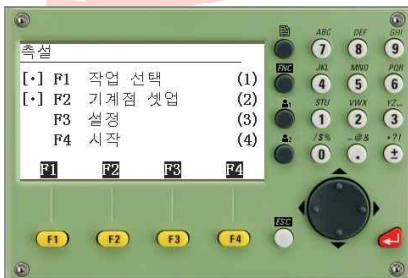 측설
[·] F1 작업 선택 (1)
[·] F2 기계점 셋업 (2)
F3 설정 (3)
F4 시작 (4)
F1 F2 F3 F4
F1 F2 F3 F4
FNC
ESC
ABC DEF GHI
7 8 9
JKL MNO PQR
4 5 6
STU VWX YZ...
1 2 3
/$% _@& *?!
0 . ±